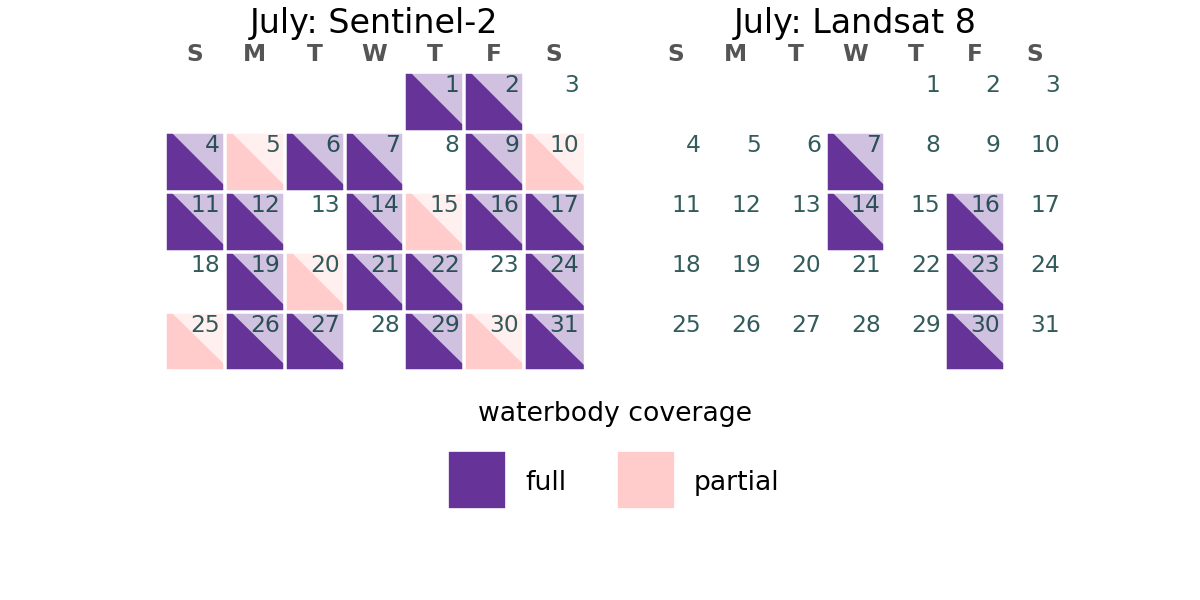 July: Sentinel-2
S M T W T F S
1 2 3
4 5 6 7 8 9 10
11 12 13 14 15 16 17
18 19 20 21 22 23 24
25 26 27 28 29 30 31
July: Landsat 8
S M T W T F S
1 2 3
4 5 6 7 8 9 10
11 12 13 14 15 16 17
18 19 20 21 22 23 24
25 26 27 28 29 30 31
waterbody coverage
full partial